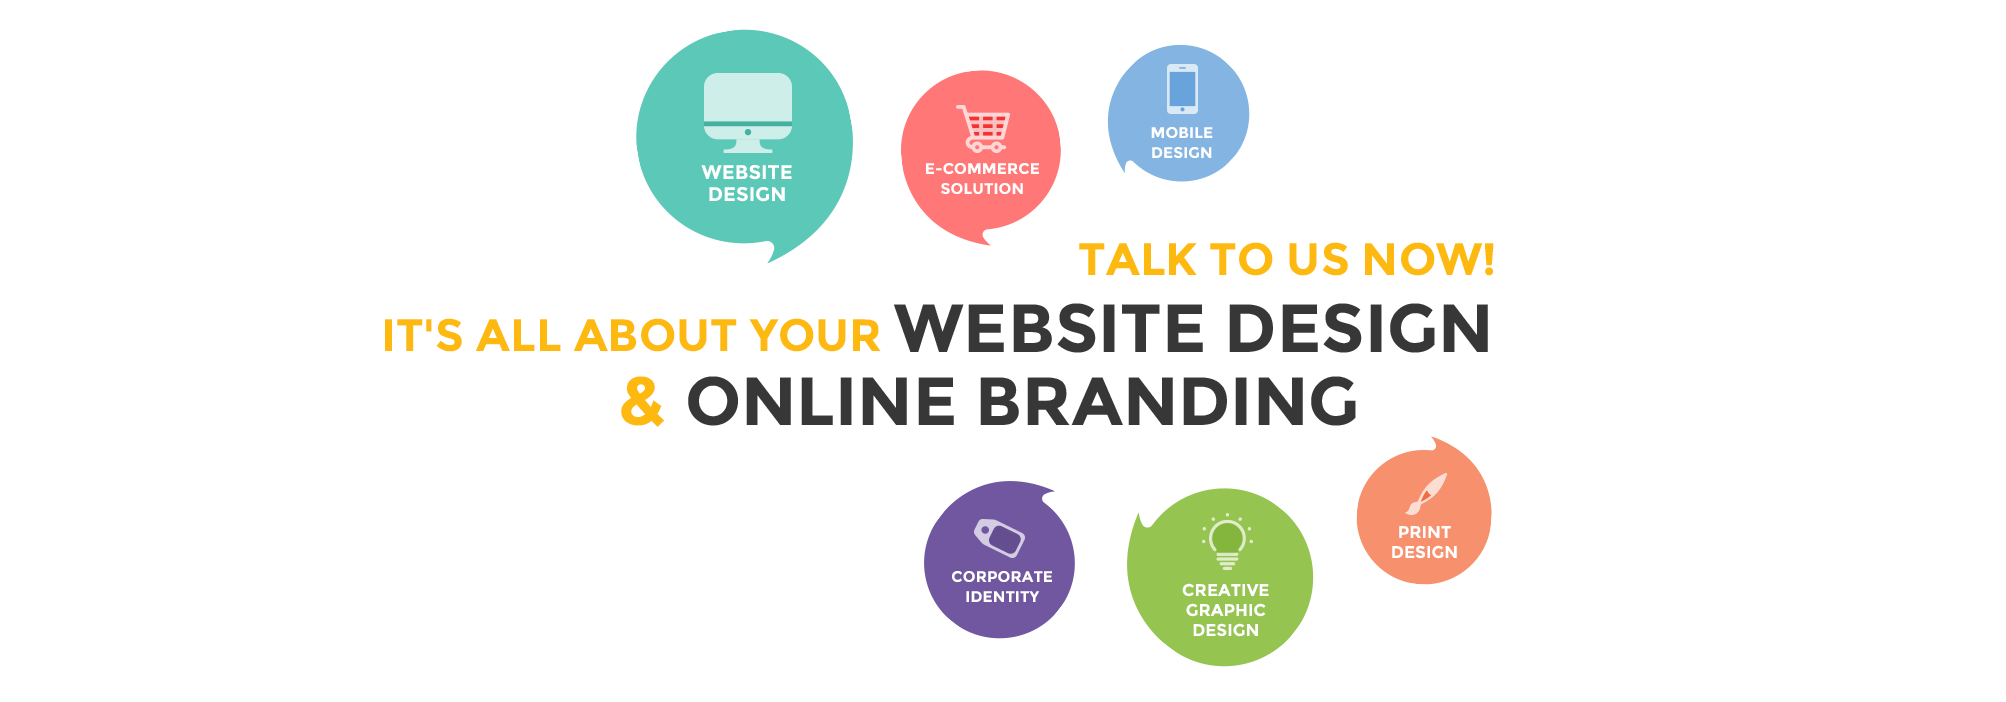 WEBSITE
DESIGN
E-COMMERCE
SOLUTION
MOBILE
DESIGN
TALK TO US NOW!
IT'S ALL ABOUT YOUR WEBSITE DESIGN
& ONLINE BRANDING
CORPORATE
IDENTITY
CREATIVE
GRAPHIC
DESIGN
PRINT
DESIGN